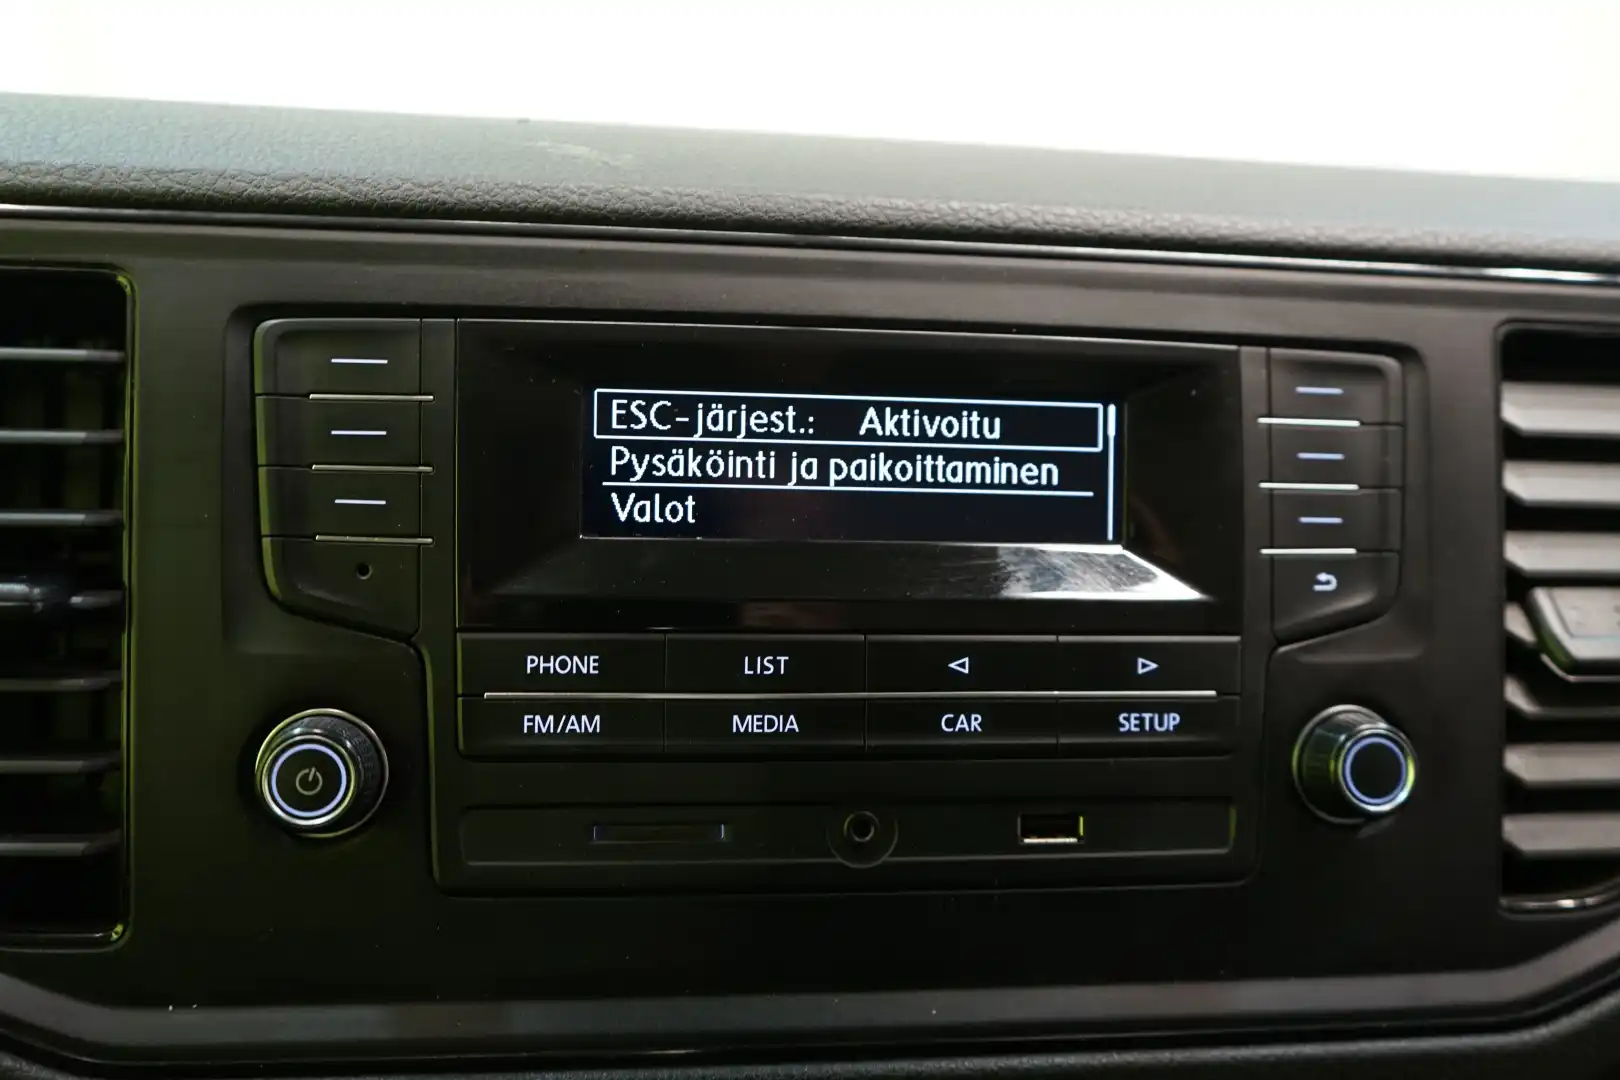 ESC-järjest.: Aktivoitu
Pysäköinti ja paikoittaminen
Valot
PHONE LIST
FM/AM MEDIA CAR SETUP